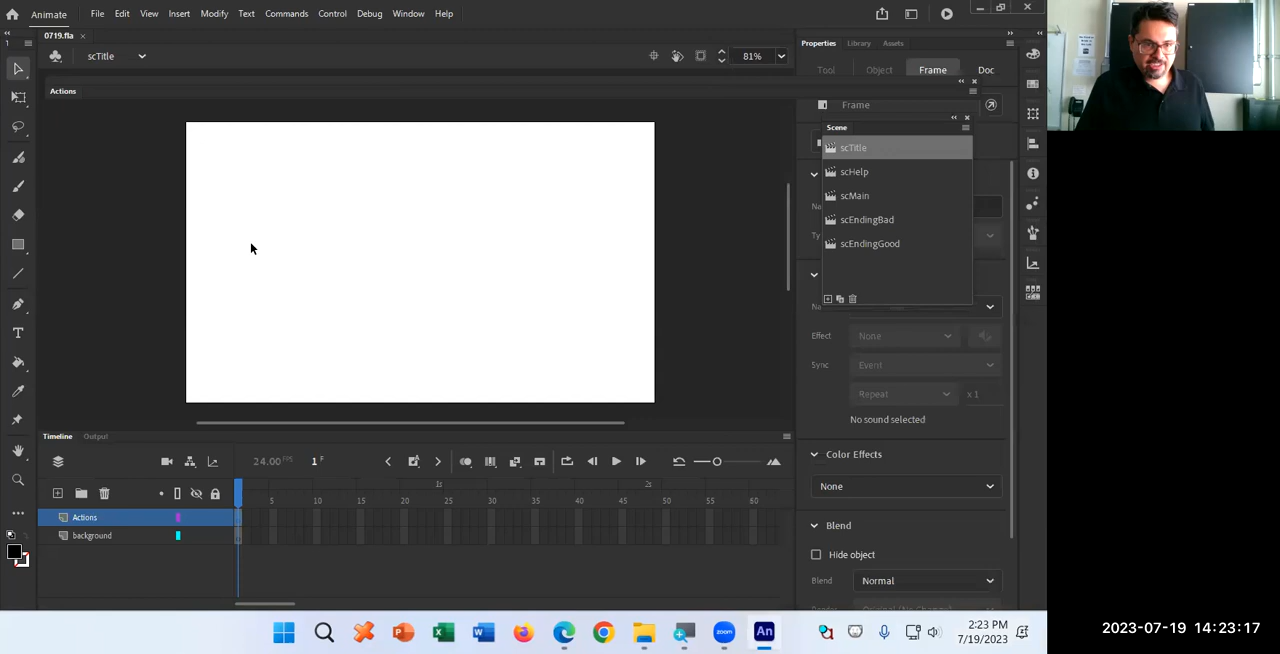 Animate File Edit View Insert Modify Text Commands Control Debug Window Help
0719.fla ×
scTitle 81%
Properties Library Assets
Tool Object Frame Doc
Actions
Frame
Scene
scTitle
scHelp
scMain
scEndingBad
scEndingGood
Effect None
Sync Event
Repeat x 1
No sound selected
Color Effects
None
Blend
Hide object
Blend Normal
Timeline Output
24.00 FPS 1 F
1s 2s
5 10 15 20 25 30 35 40 45 50 55 60
Actions
background
2:23 PM
7/19/2023
2023-07-19 14:23:17